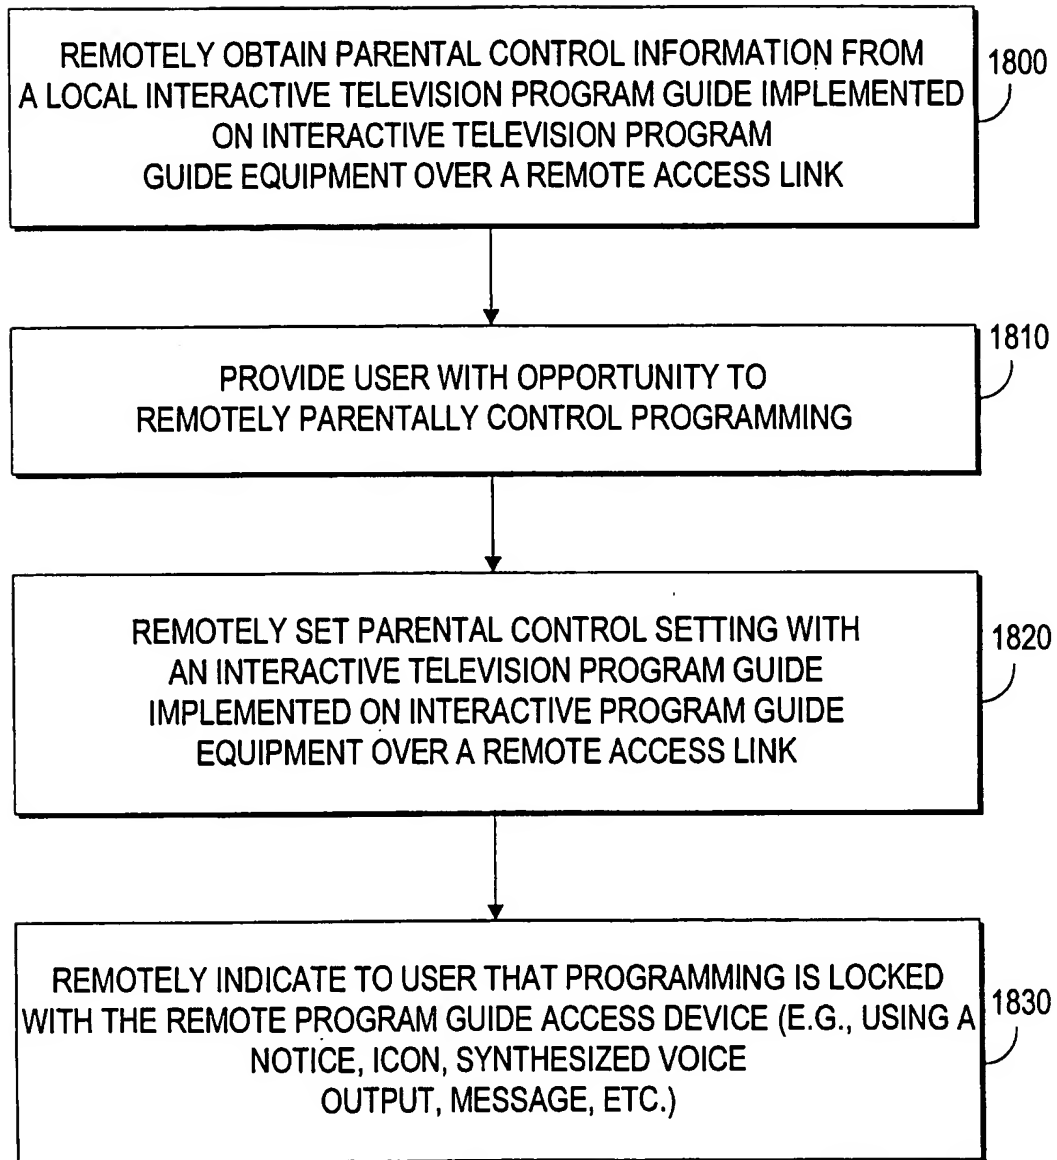 REMOTELY OBTAIN PARENTAL CONTROL INFORMATION FROM
A LOCAL INTERACTIVE TELEVISION PROGRAM GUIDE IMPLEMENTED
ON INTERACTIVE TELEVISION PROGRAM
GUIDE EQUIPMENT OVER A REMOTE ACCESS LINK
1800
PROVIDE USER WITH OPPORTUNITY TO
REMOTELY PARENTALLY CONTROL PROGRAMMING
1810
REMOTELY SET PARENTAL CONTROL SETTING WITH
AN INTERACTIVE TELEVISION PROGRAM GUIDE
IMPLEMENTED ON INTERACTIVE PROGRAM GUIDE
EQUIPMENT OVER A REMOTE ACCESS LINK
1820
REMOTELY INDICATE TO USER THAT PROGRAMMING IS LOCKED
WITH THE REMOTE PROGRAM GUIDE ACCESS DEVICE (E.G., USING A
NOTICE, ICON, SYNTHESIZED VOICE
OUTPUT, MESSAGE, ETC.)
1830